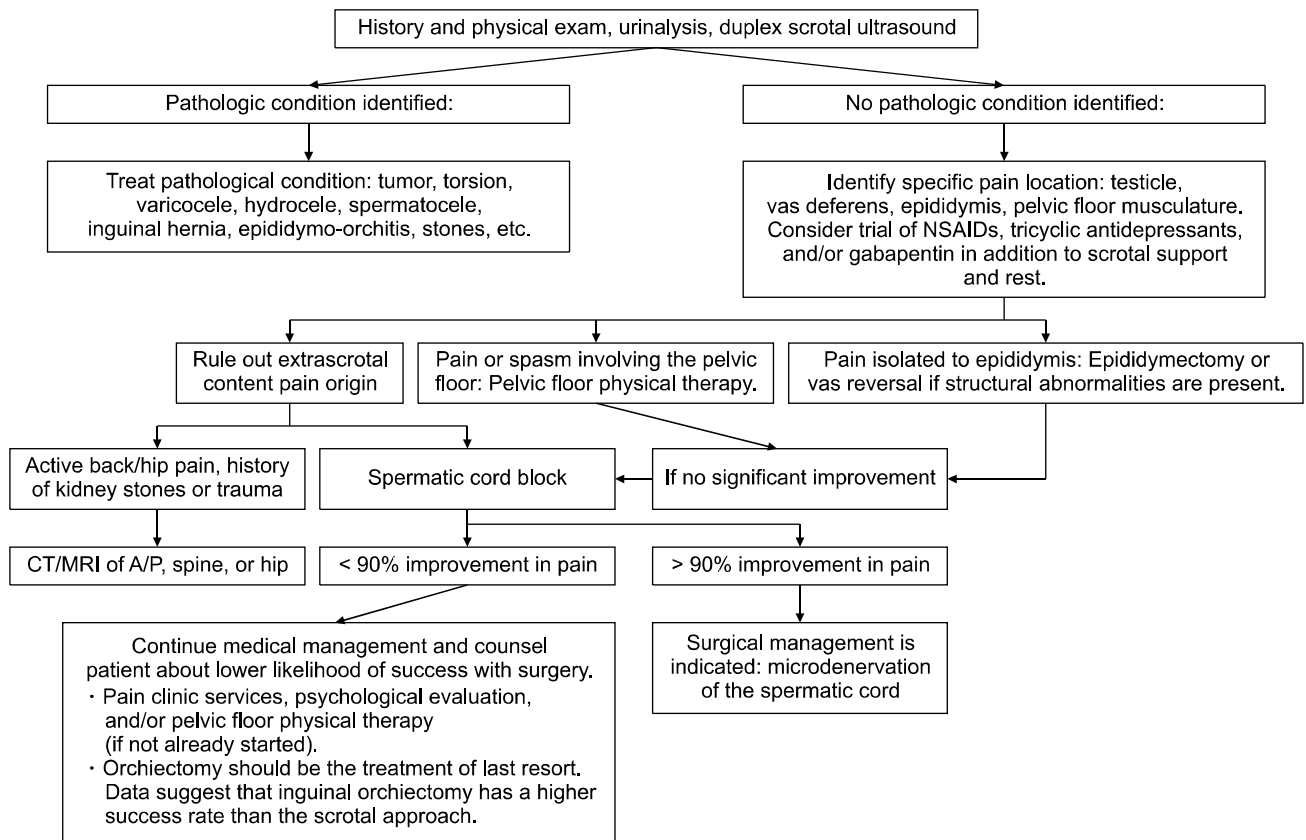 History and physical exam, urinalysis, duplex scrotal ultrasound
Pathologic condition identified:
No pathologic condition identified:
Treat pathological condition: tumor, torsion,
varicocele, hydrocele, spermatocele,
inguinal hernia, epididymo-orchitis, stones, etc.
Identify specific pain location: testicle,
vas deferens, epididymis, pelvic floor musculature.
Consider trial of NSAIDs, tricyclic antidepressants,
and/or gabapentin in addition to scrotal support
and rest.
Rule out extrascrotal
content pain origin
Pain or spasm involving the pelvic
floor: Pelvic floor physical therapy.
Pain isolated to epididymis: Epididymectomy or
vas reversal if structural abnormalities are present.
Active back/hip pain, history
of kidney stones or trauma
Spermatic cord block
If no significant improvement
CT/MRI of A/P, spine, or hip
< 90% improvement in pain
> 90% improvement in pain
Continue medical management and counsel
patient about lower likelihood of success with surgery.
· Pain clinic services, psychological evaluation,
and/or pelvic floor physical therapy
(if not already started).
· Orchiectomy should be the treatment of last resort.
Data suggest that inguinal orchiectomy has a higher
success rate than the scrotal approach.
Surgical management is
indicated: microdenervation
of the spermatic cord